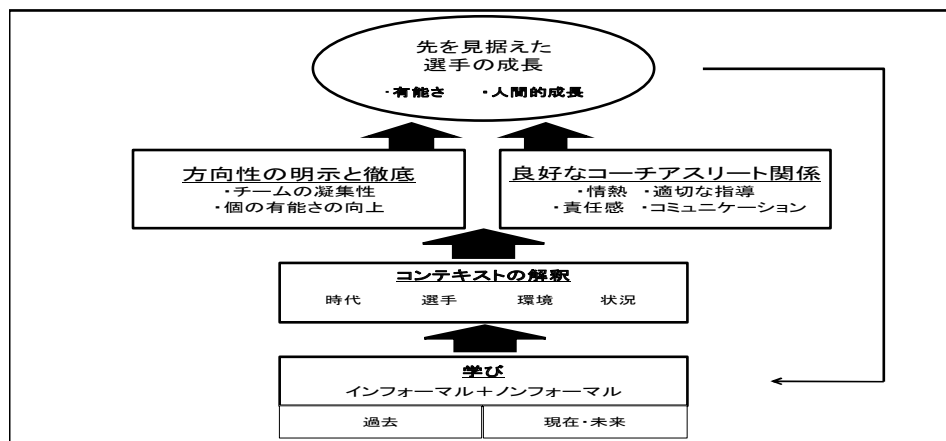 先を見据えた
選手の成長
・有能さ ・人間的成長
方向性の明示と徹底
・チームの凝集性
・個の有能さの向上
良好なコーチアスリート関係
・情熱 ・適切な指導
・責任感 ・コミュニケーション
コンテキストの解釈
時代 選手 環境 状況
学び
インフォーマル＋ノンフォーマル
過去 現在・未来